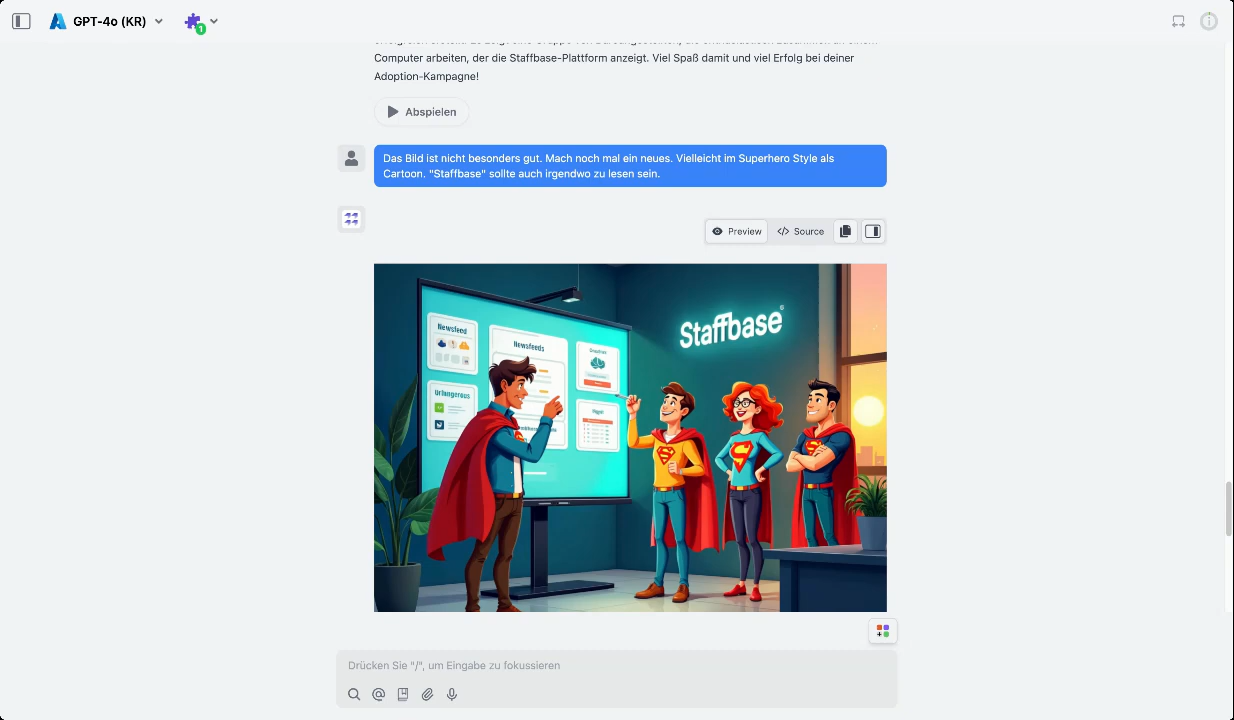 GPT-4o (KR)
1
Computer arbeiten, der die Staffbase-Plattform anzeigt. Viel Spaß damit und viel Erfolg bei deiner
Adoption-Kampagne!
Abspielen
Das Bild ist nicht besonders gut. Mach noch mal ein neues. Vielleicht im Superhero Style als
Cartoon. "Staffbase" sollte auch irgendwo zu lesen sein.
Preview
</> Source
Staffbase
Newsfeed
Newsfeeds
S
S
Drücken Sie "/", um Eingabe zu fokussieren